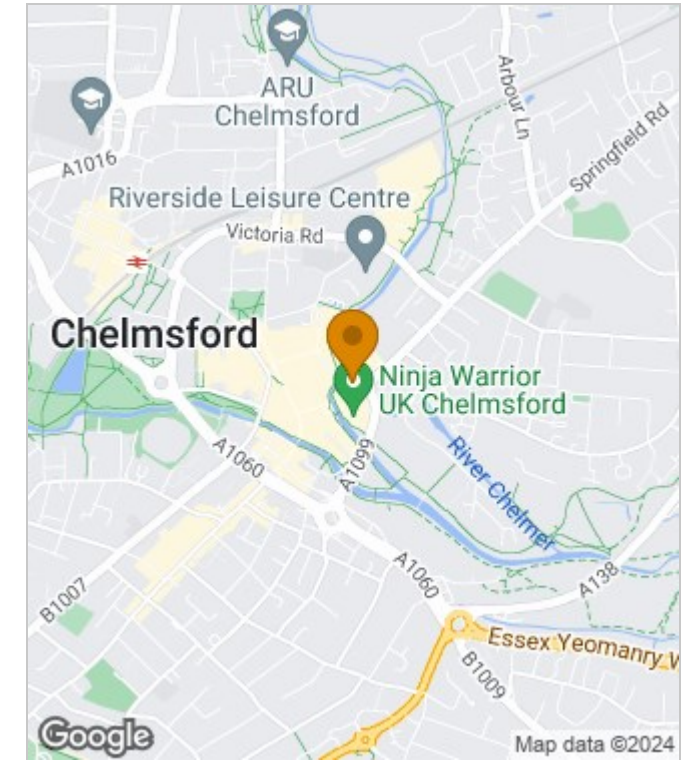 ARU
Chelmsford
Arbour Ln
Springfield Rd
A1016
Riverside Leisure Centre
Victoria Rd
Chelmsford
Ninja Warrior
UK Chelmsford
A1099
River Chelmer
A1060
A1060
A138
B1007
Essex Yeomanry W
B1009
Google
Map data ©2024